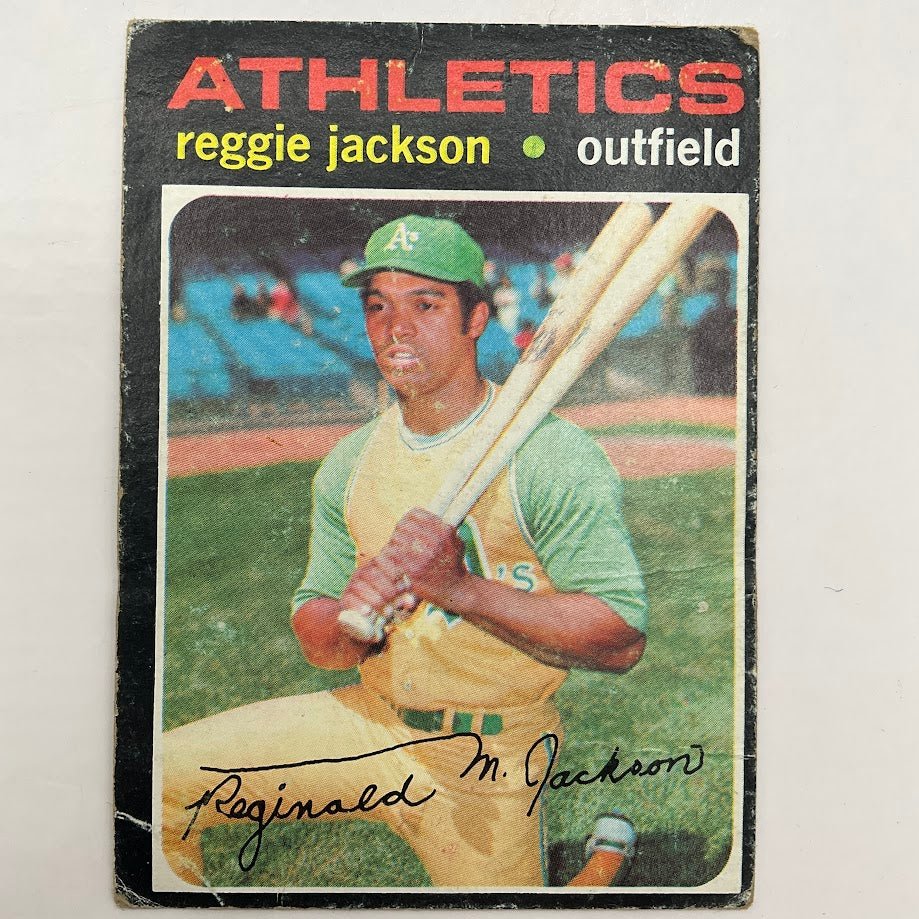 ATHLETICS
reggie jackson • outfield
A's
A's
Reginald M. Jackson